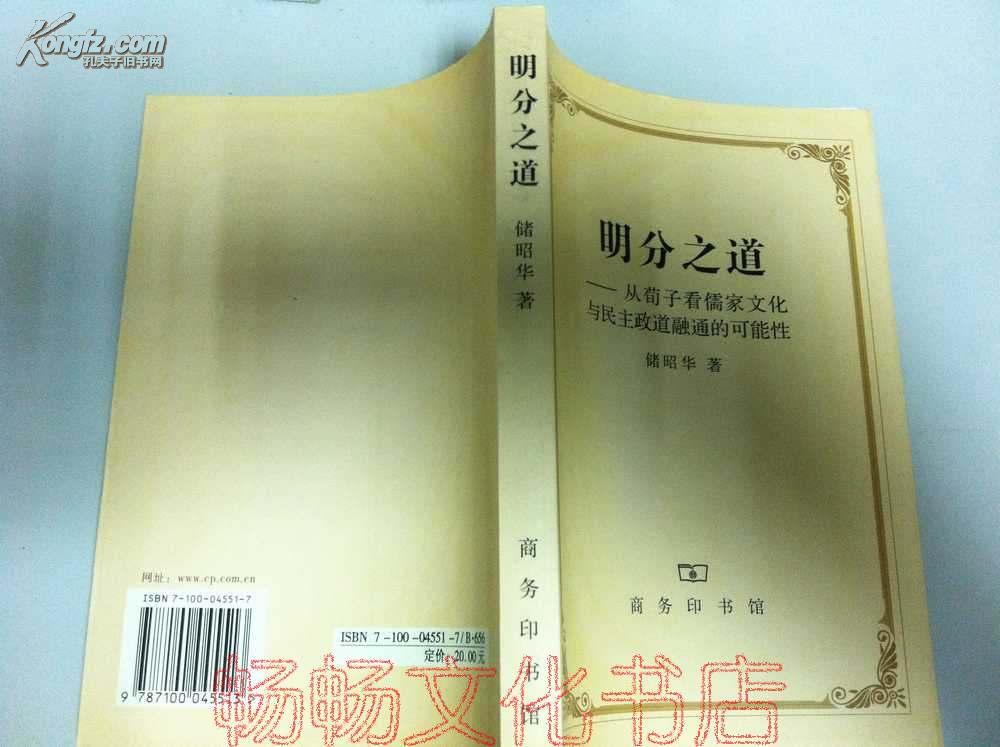 Kongfz.com
孔夫子旧书网
明分之道
储昭华 著
商务印书馆
明分之道
——从荀子看儒家文化
与民主政道融通的可能性
储昭华 著
商务印书馆
网址：www.cp.com.cn
ISBN 7-100-04551-7
ISBN 7-100-04551-7/B·656
定价：20.00元
9 787100 045513
畅畅文化书店